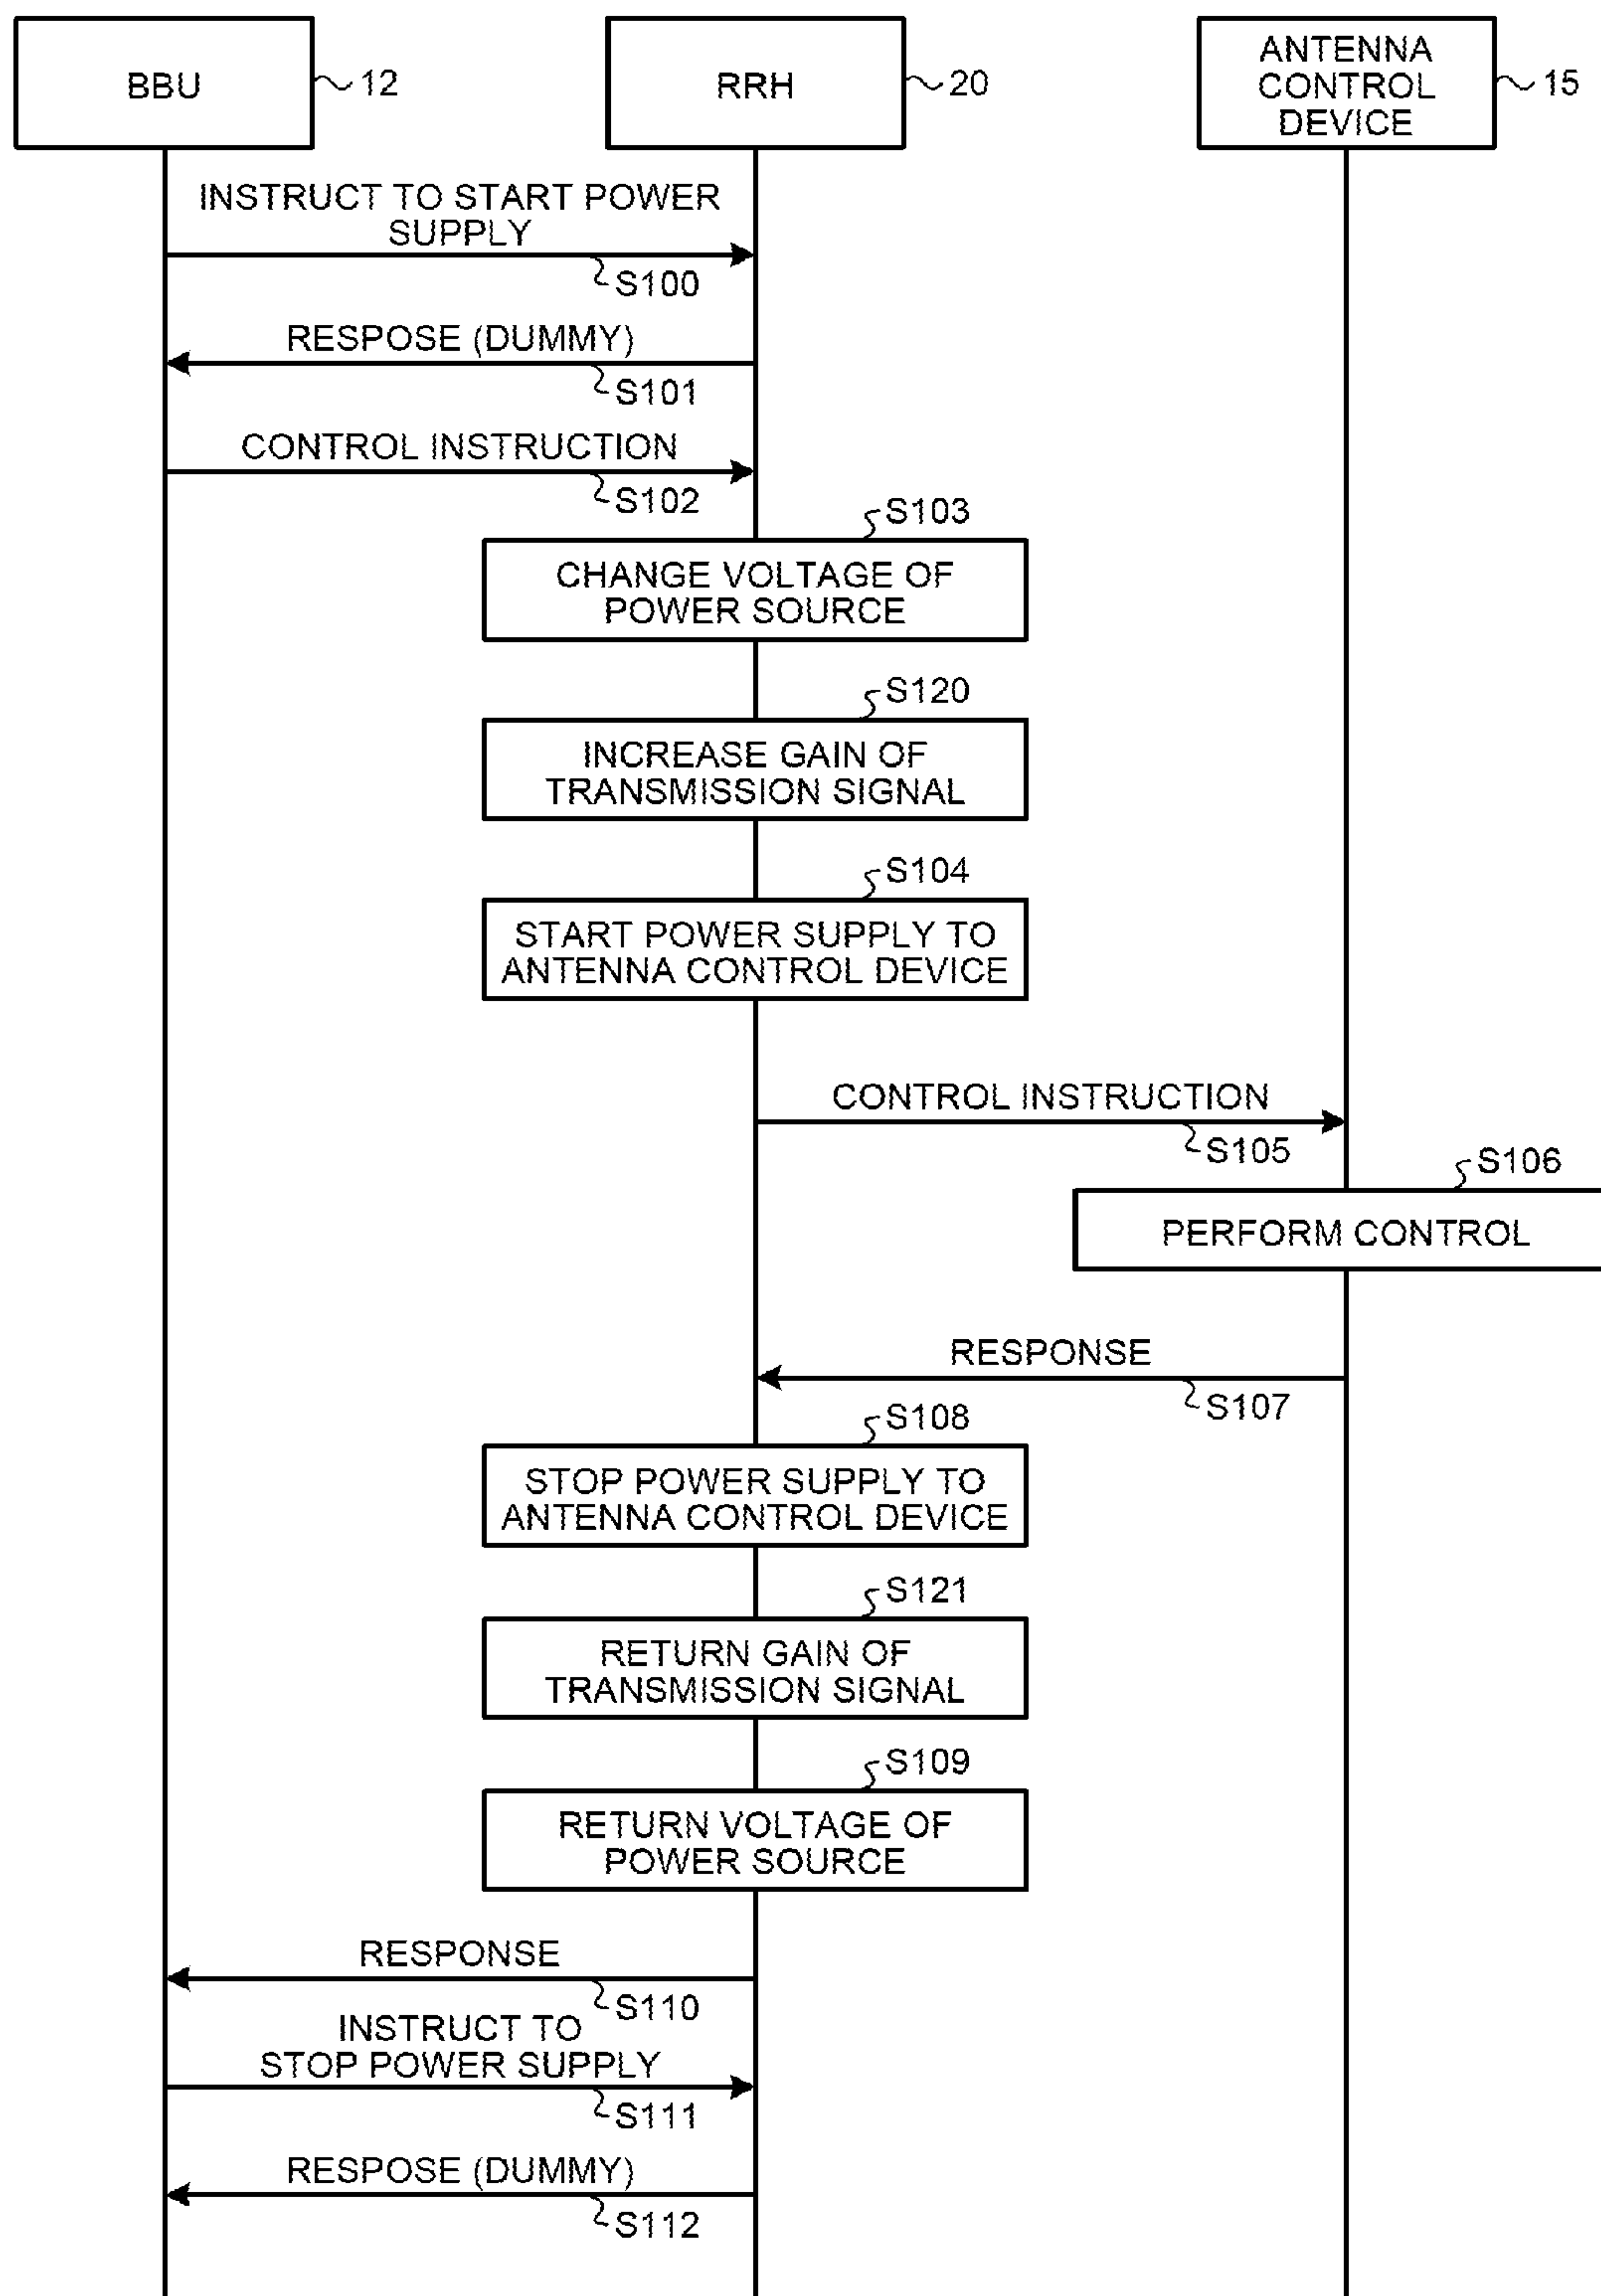 BBU
12
RRH
20
ANTENNA
CONTROL
DEVICE
15
INSTRUCT TO START POWER
SUPPLY
S100
RESPOSE (DUMMY)
S101
CONTROL INSTRUCTION
S102
S103
CHANGE VOLTAGE OF
POWER SOURCE
S120
INCREASE GAIN OF
TRANSMISSION SIGNAL
S104
START POWER SUPPLY TO
ANTENNA CONTROL DEVICE
CONTROL INSTRUCTION
S105
S106
PERFORM CONTROL
RESPONSE
S107
S108
STOP POWER SUPPLY TO
ANTENNA CONTROL DEVICE
S121
RETURN GAIN OF
TRANSMISSION SIGNAL
S109
RETURN VOLTAGE OF
POWER SOURCE
RESPONSE
S110
INSTRUCT TO
STOP POWER SUPPLY
S111
RESPOSE (DUMMY)
S112